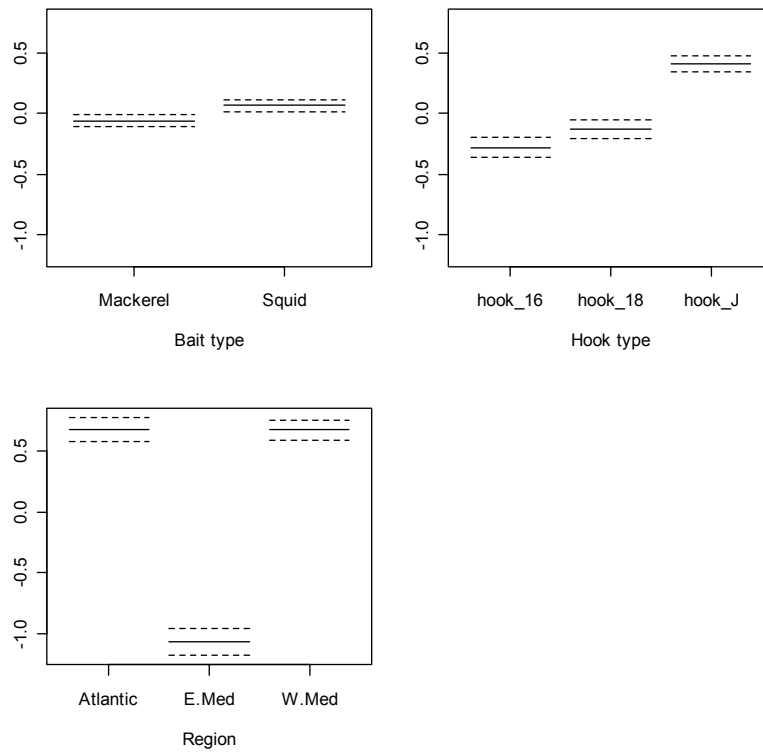 0.5
0.0
-0.5
-1.0
Mackerel Squid
Bait type
0.5
0.0
-0.5
-1.0
hook_16 hook_18 hook_J
Hook type
0.5
0.0
-0.5
-1.0
Atlantic E.Med W.Med
Region